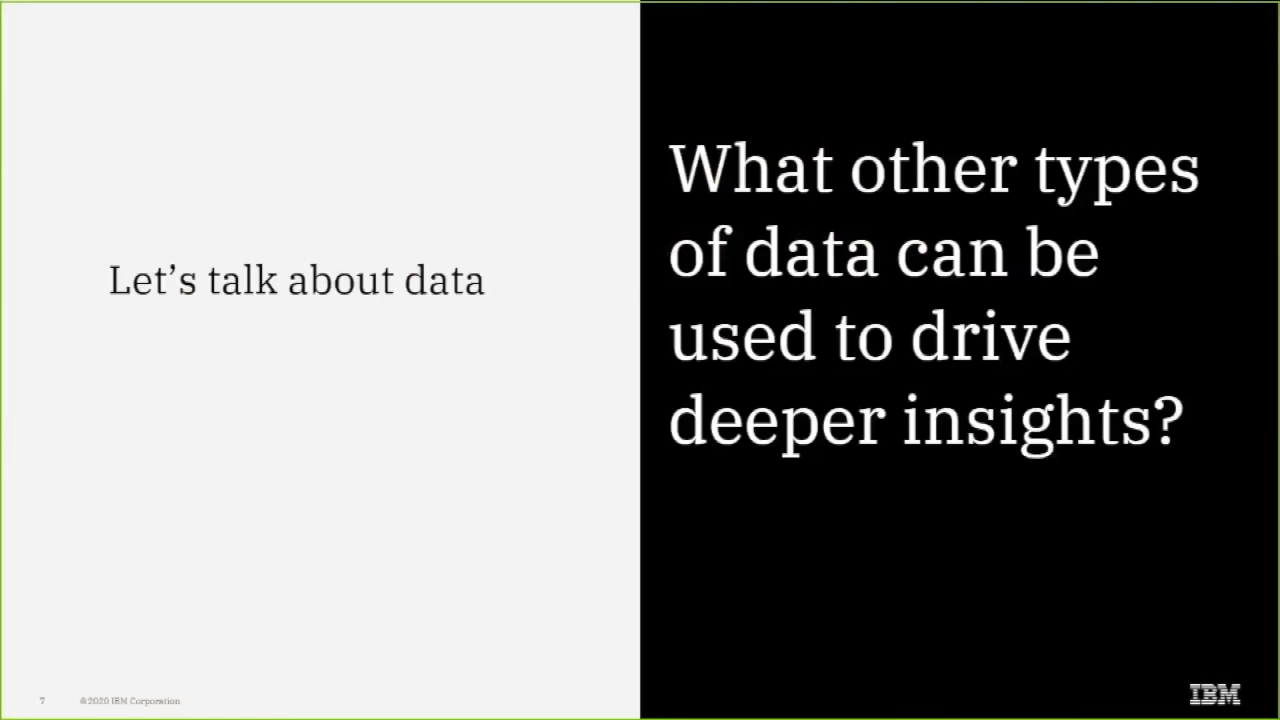 Let’s talk about data
What other types
of data can be
used to drive
deeper insights?
7
©2020 IBM Corporation
IBM